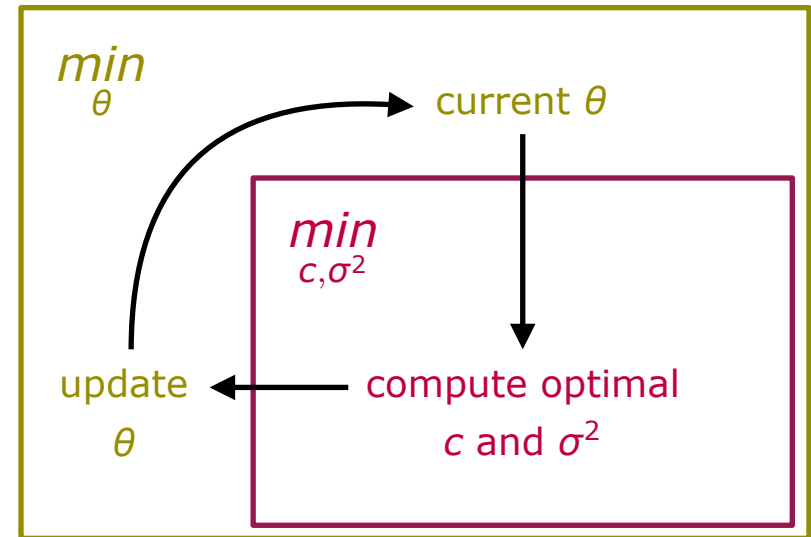 min
θ
current θ
min
c,σ²
update
θ
compute optimal
c and σ²